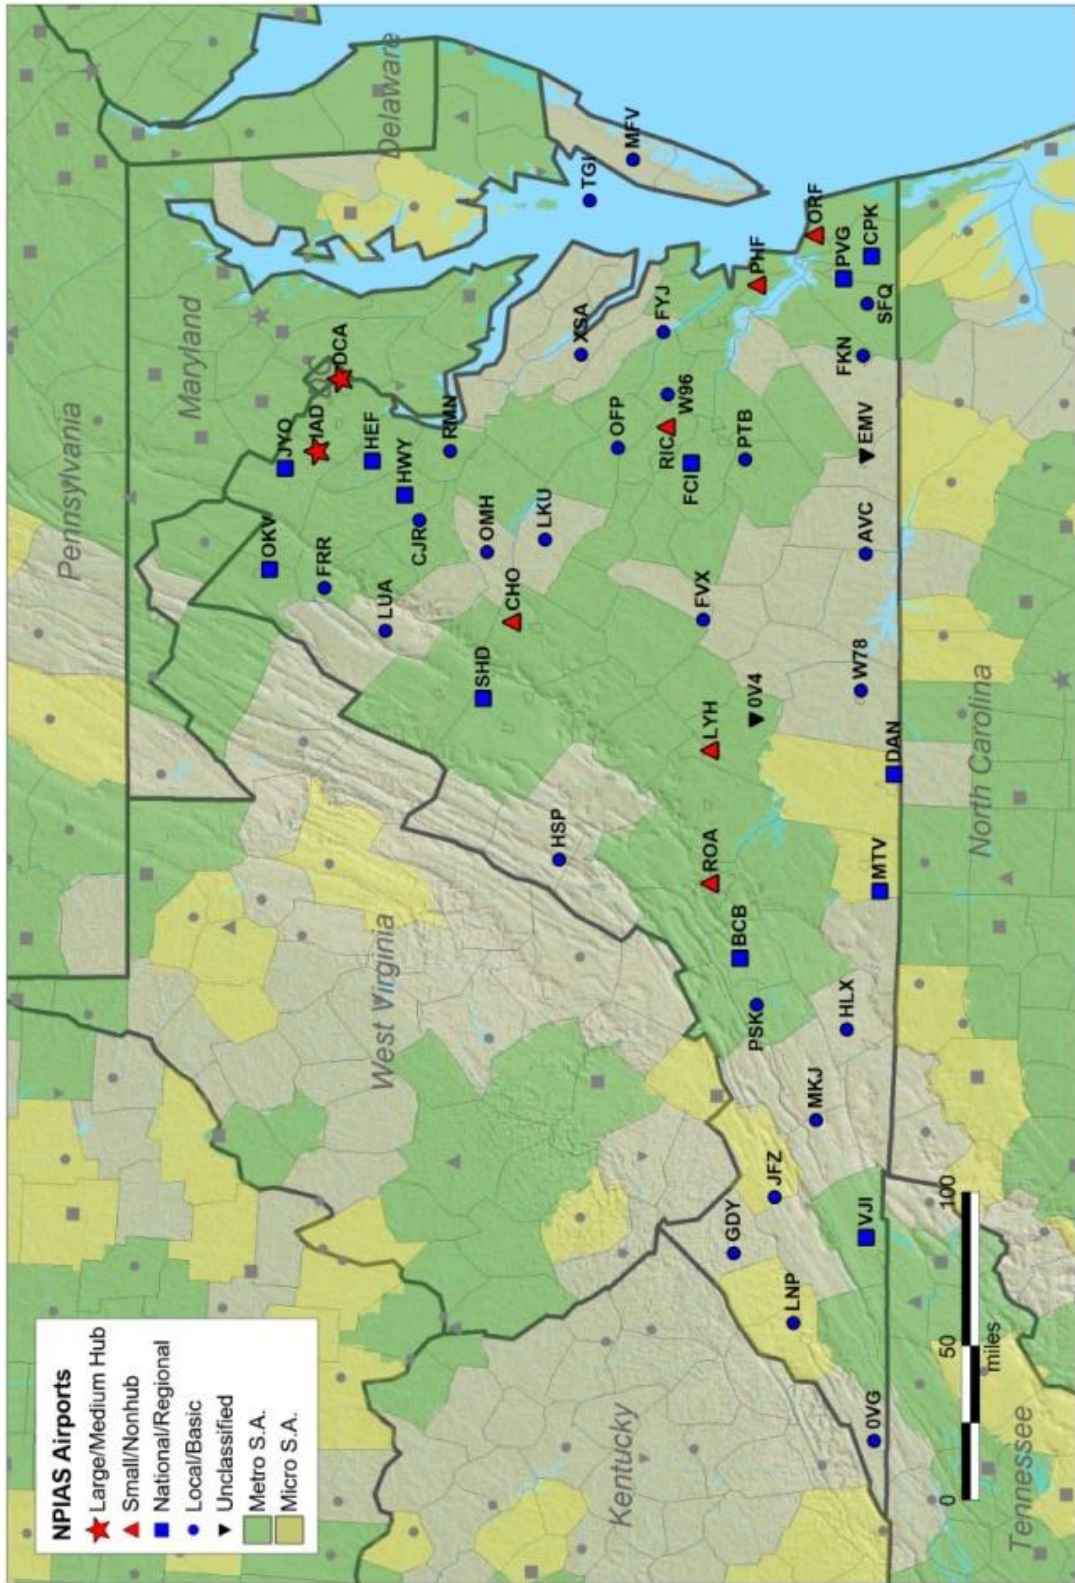 NPIAS Airports
Large/Medium Hub
Small/Nonhub
National/Regional
Local/Basic
Unclassified
Metro S.A.
Micro S.A.
Pennsylvania
Maryland
Delaware
West Virginia
Kentucky
Tennessee
North Carolina
OKV
JYO
IAD
DCA
FRR
HEF
LUA
HWY
CJR
RMN
SHD
OMH
CHO
LKU
HSP
XSA
TGI
MFV
OFP
FYJ
W96
RIC
FCI
FVX
LYH
ROA
BCB
PTB
PHF
0V4
PSK
GDY
JFZ
LNP
MKJ
ORF
PVG
CPK
SFQ
FKN
EMV
AVC
W78
HLX
DAN
MTV
VJI
0VG
0
50
100
miles